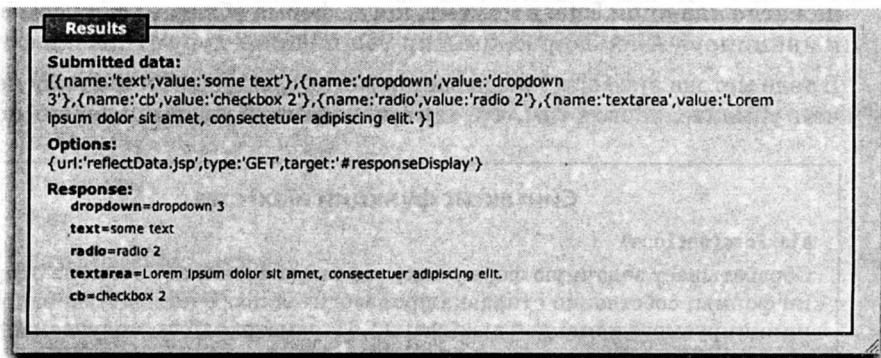 Results
Submitted data:
[{name:'text',value:'some text'},{name:'dropdown',value:'dropdown
3'},{name:'cb',value:'checkbox 2'},{name:'radio',value:'radio 2'},{name:'textarea',value:'Lorem
ipsum dolor sit amet, consectetuer adipiscing elit.'}]
Options:
{url:'reflectData.jsp',type:'GET',target:'#responseDisplay'}
Response:
dropdown=dropdown 3
text=some text
radio=radio 2
textarea=Lorem ipsum dolor sit amet, consectetuer adipiscing elit.
cb=checkbox 2